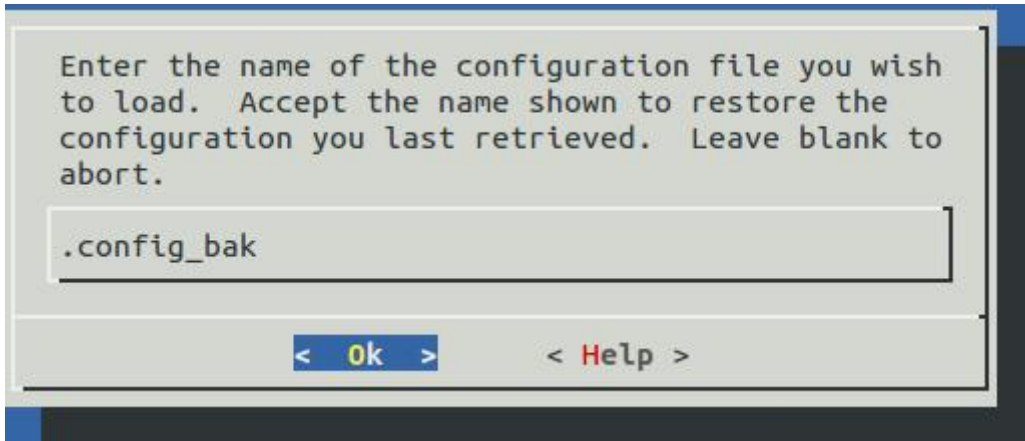 Enter the name of the configuration file you wish
to load.  Accept the name shown to restore the
configuration you last retrieved.  Leave blank to
abort.
.config_bak
<  Ok  > < Help >